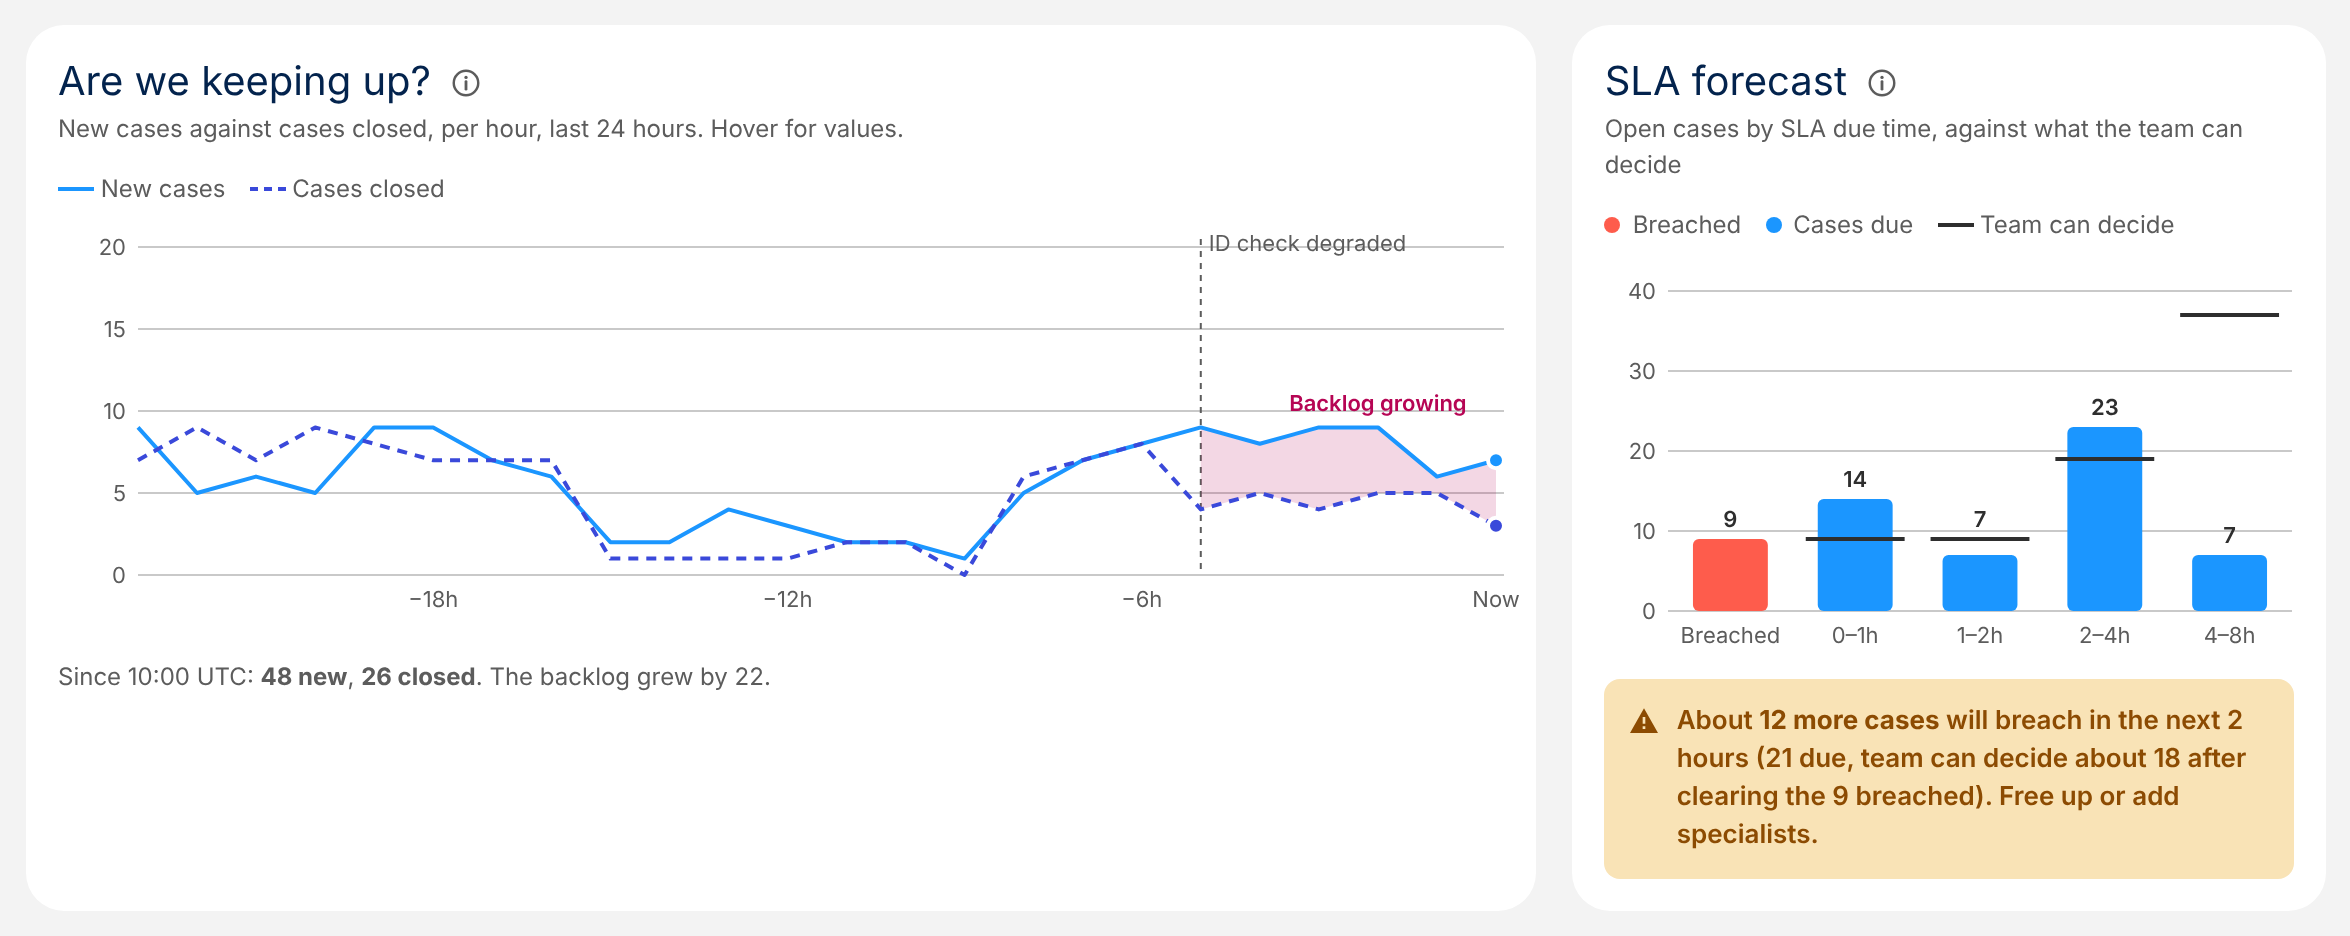 Are we keeping up?
New cases against cases closed, per hour, last 24 hours. Hover for values.
New cases
Cases closed
20
15
10
5
0
ID check degraded
Backlog growing
−18h
−12h
−6h
Now
Since 10:00 UTC: 48 new, 26 closed. The backlog grew by 22.
SLA forecast
Open cases by SLA due time, against what the team can
decide
Breached
Cases due
Team can decide
40
30
20
10
0
9
14
7
23
7
Breached
0–1h
1–2h
2–4h
4–8h
About 12 more cases will breach in the next 2
hours (21 due, team can decide about 18 after
clearing the 9 breached). Free up or add
specialists.